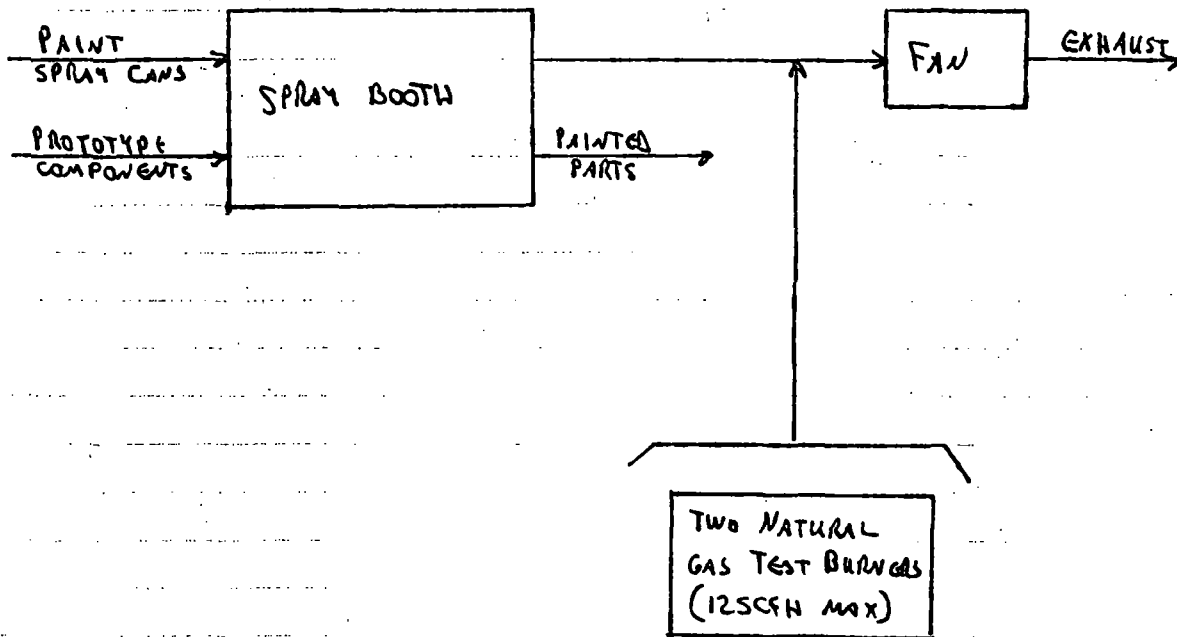 PAINT
SPRAY CANS
SPRAY BOOTH
FAN
EXHAUST
PROTOTYPE
COMPONENTS
PAINTED
PARTS
TWO NATURAL
GAS TEST BURNERS
(125CFH MAX)